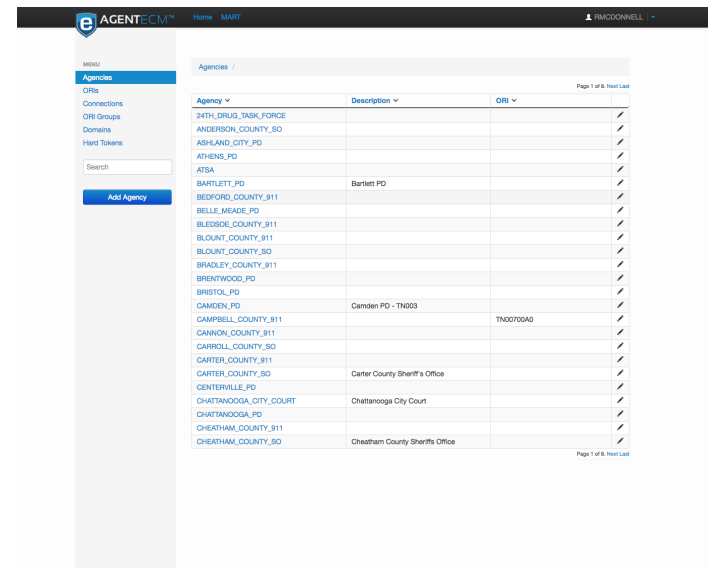 AGENTECM™ Home MART RMCDONNELL
MENU
Agencies
ORIs
Connections
ORI Groups
Domains
Hard Tokens
Search
Add Agency
Agencies /
Page 1 of 8. Next Last
Agency Description ORI
24TH_DRUG_TASK_FORCE
ANDERSON_COUNTY_SO
ASHLAND_CITY_PD
ATHENS_PD
ATSA
BARTLETT_PD Bartlett PD
BEDFORD_COUNTY_911
BELLE_MEADE_PD
BLEDSOE_COUNTY_911
BLOUNT_COUNTY_911
BLOUNT_COUNTY_SO
BRADLEY_COUNTY_911
BRENTWOOD_PD
BRISTOL_PD
CAMDEN_PD Camden PD - TN003
CAMPBELL_COUNTY_911 TN00700A0
CANNON_COUNTY_911
CARROLL_COUNTY_SO
CARTER_COUNTY_911
CARTER_COUNTY_SO Carter County Sheriff's Office
CENTERVILLE_PD
CHATTANOOGA_CITY_COURT Chattanooga City Court
CHATTANOOGA_PD
CHEATHAM_COUNTY_911
CHEATHAM_COUNTY_SO Cheatham County Sheriffs Office
Page 1 of 8. Next Last